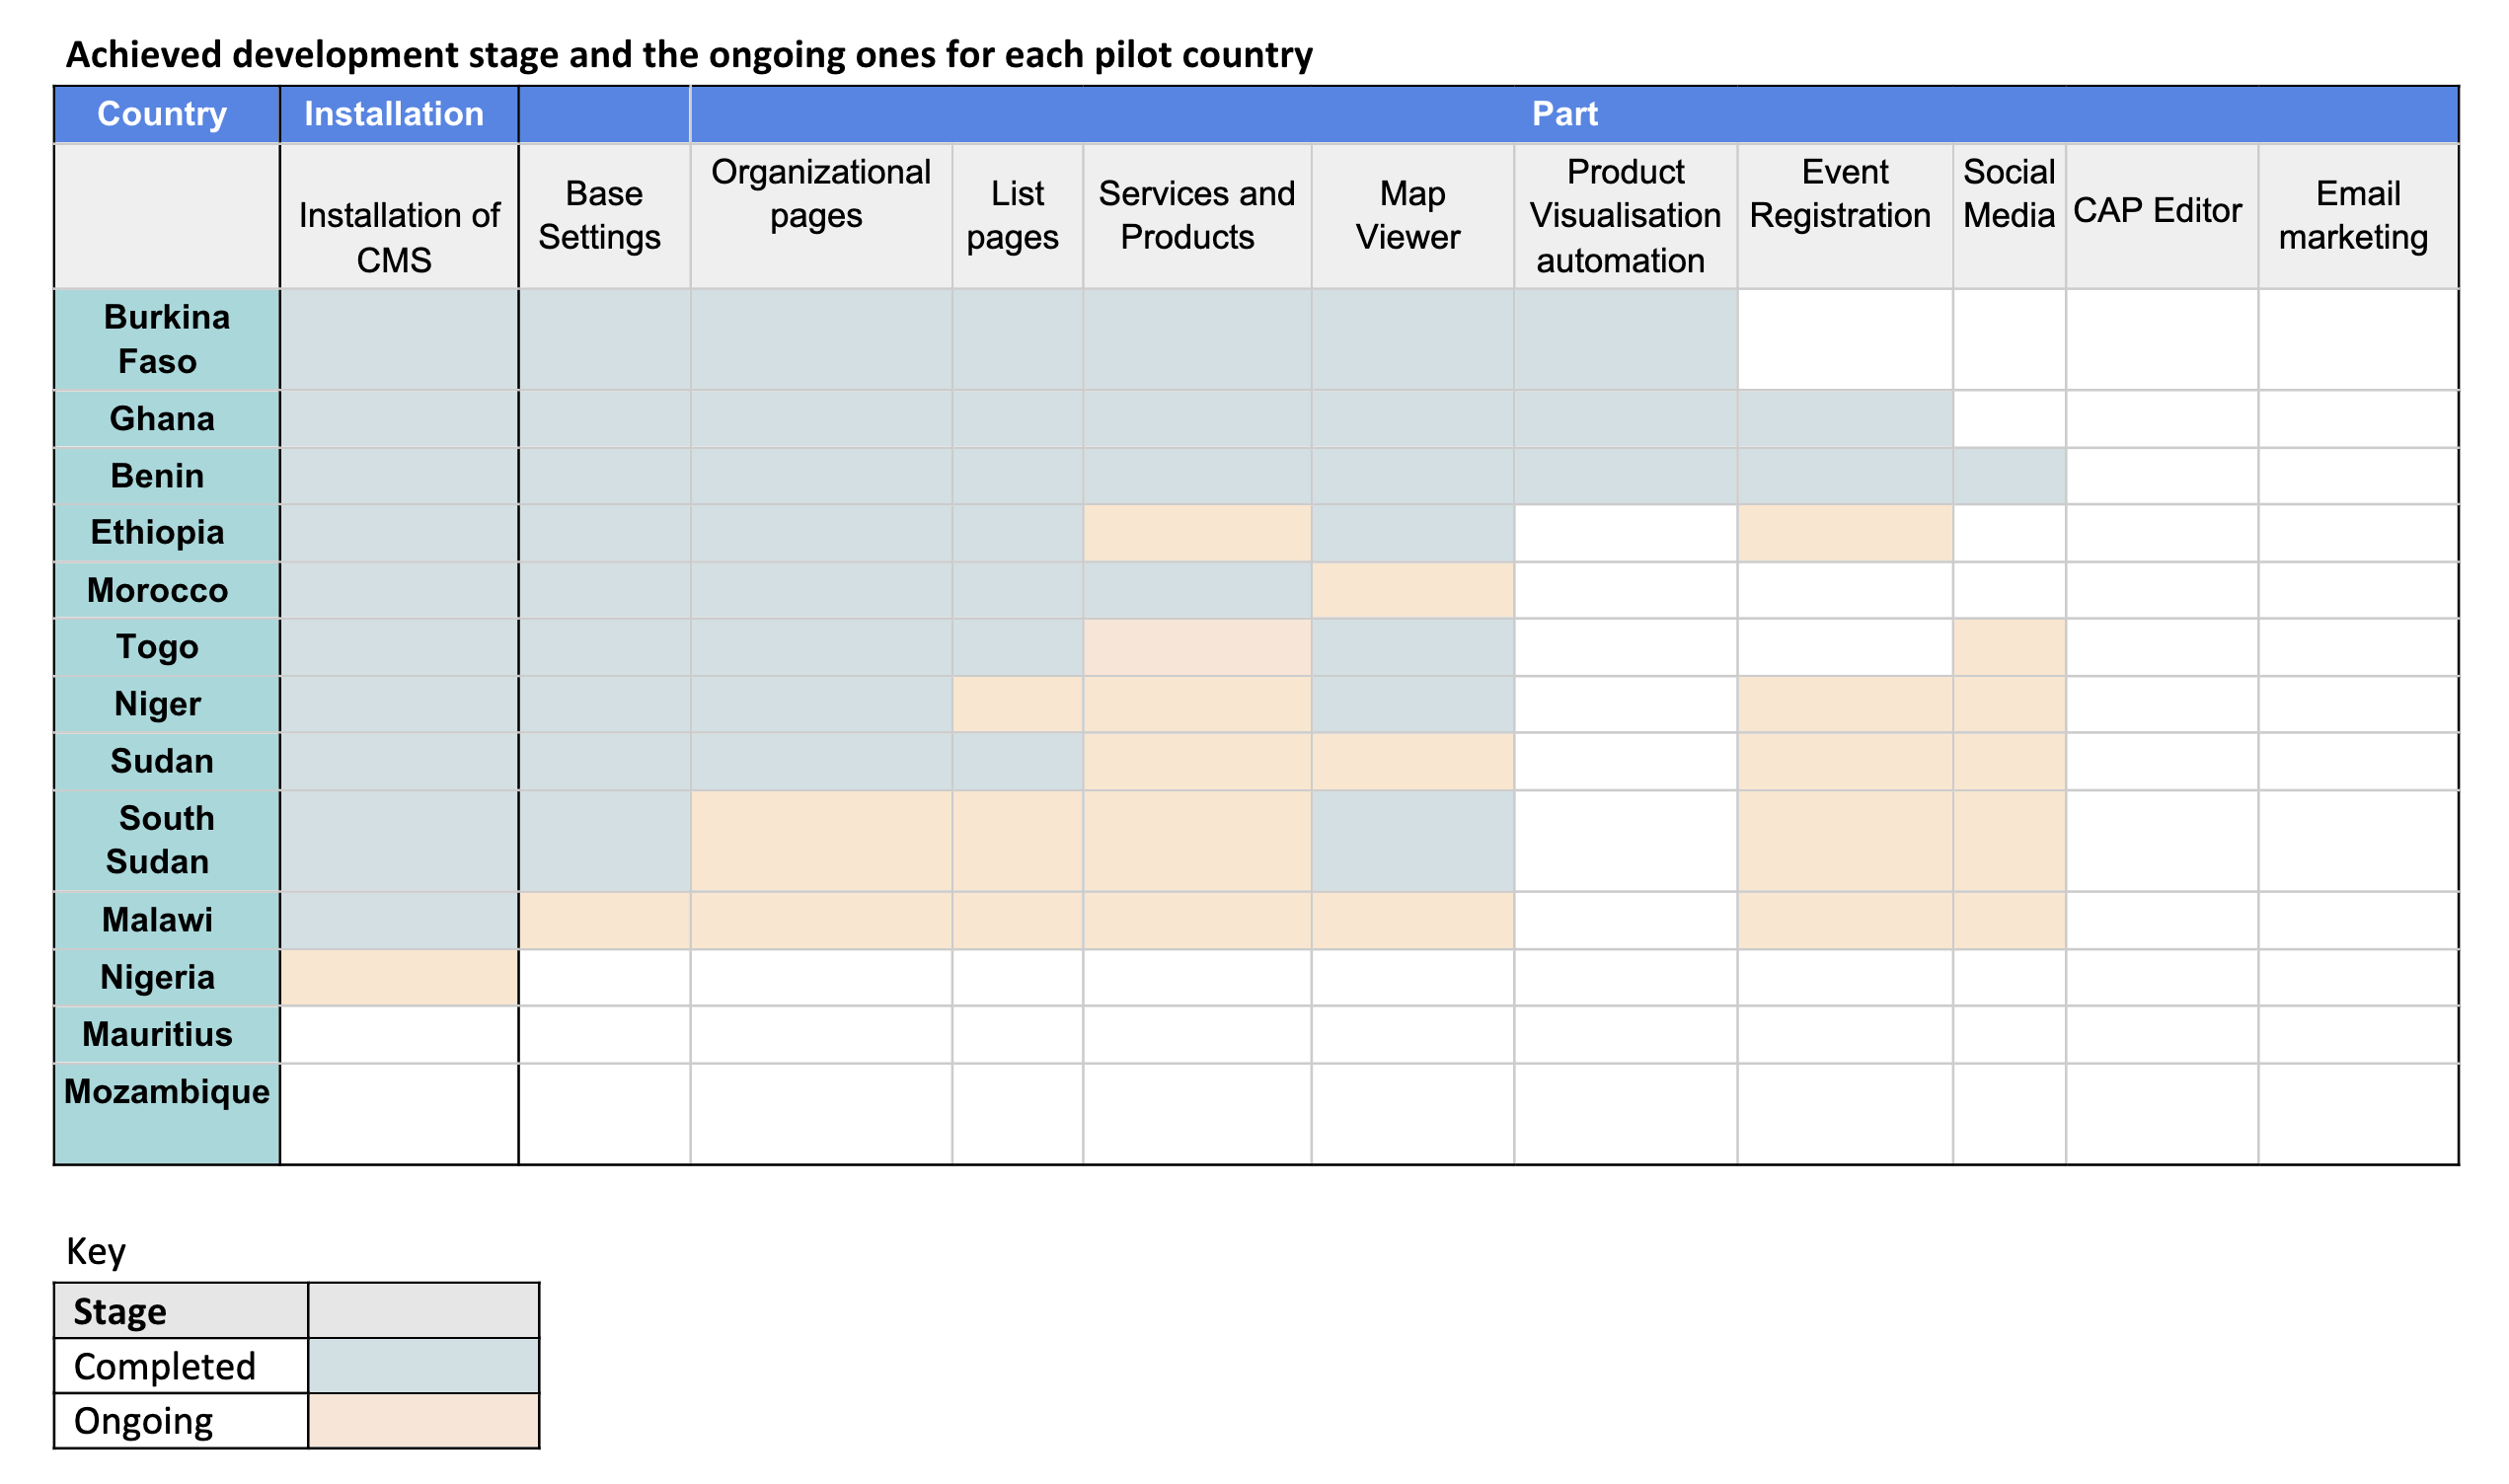 Achieved development stage and the ongoing ones for each pilot country
Country Installation Part
Installation of
CMS
Base
Settings
Organizational
pages
List
pages
Services and
Products
Map
Viewer
Product
Visualisation
automation
Event
Registration
Social
Media
CAP Editor
Email
marketing
Burkina
Faso
Ghana
Benin
Ethiopia
Morocco
Togo
Niger
Sudan
South
Sudan
Malawi
Nigeria
Mauritius
Mozambique
Key
Stage
Completed
Ongoing